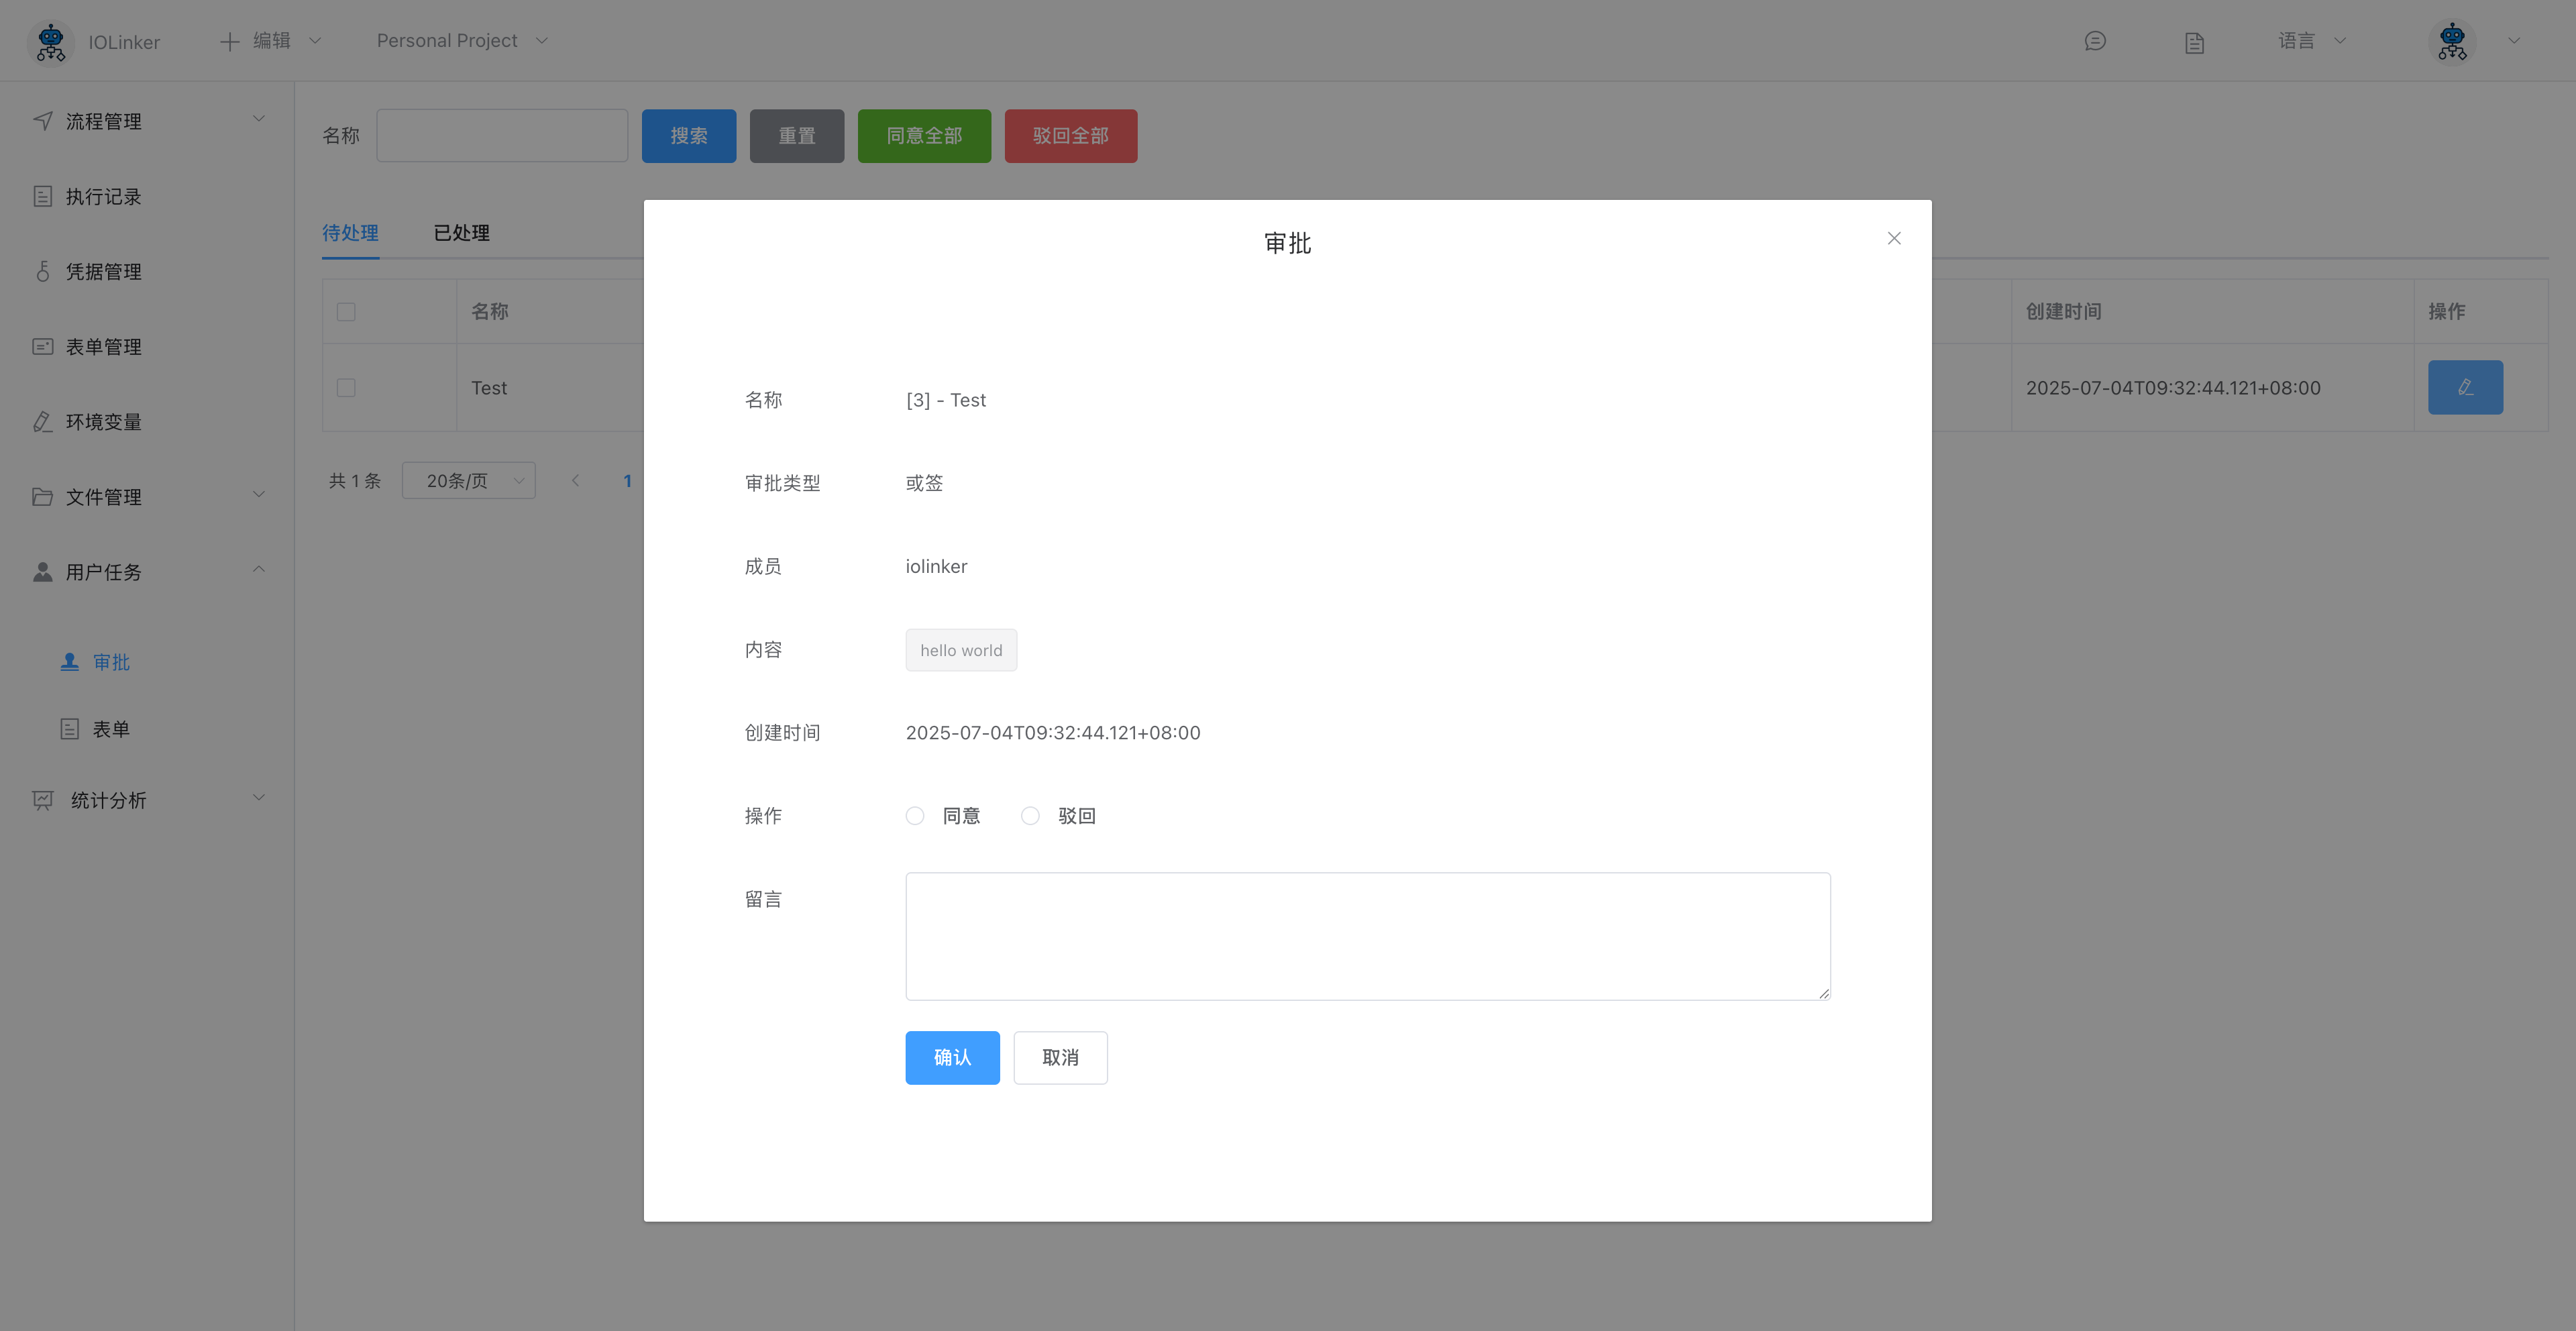 IOLinker
编辑
Personal Project
语言
流程管理
执行记录
凭据管理
表单管理
环境变量
文件管理
用户任务
审批
表单
统计分析
名称
搜索
重置
同意全部
驳回全部
待处理
已处理
名称
创建时间
操作
Test
2025-07-04T09:32:44.121+08:00
共 1 条
20条/页
1
审批
名称
[3] - Test
审批类型
或签
成员
iolinker
内容
hello world
创建时间
2025-07-04T09:32:44.121+08:00
操作
同意
驳回
留言
确认
取消